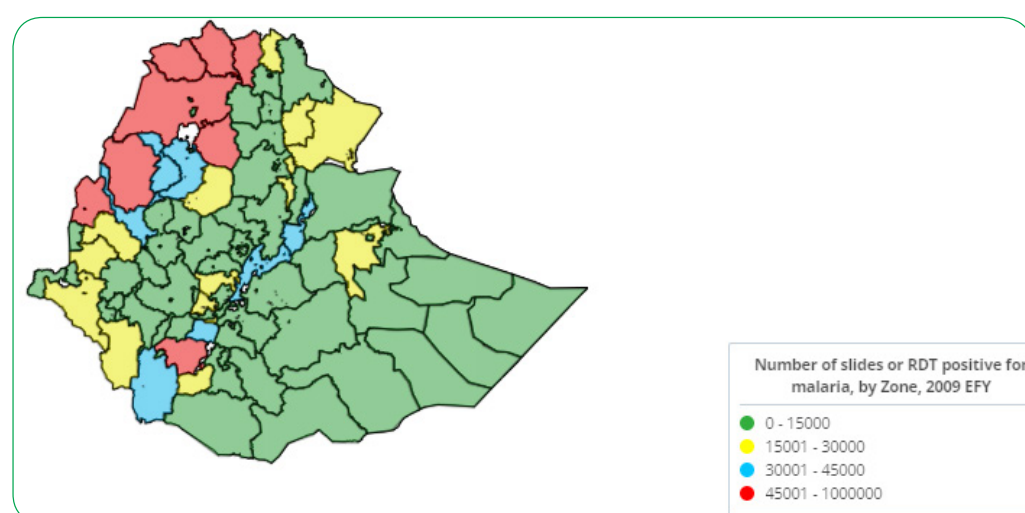 Number of slides or RDT positive for
malaria, by Zone, 2009 EFY
0 - 15000
15001 - 30000
30001 - 45000
45001 - 1000000